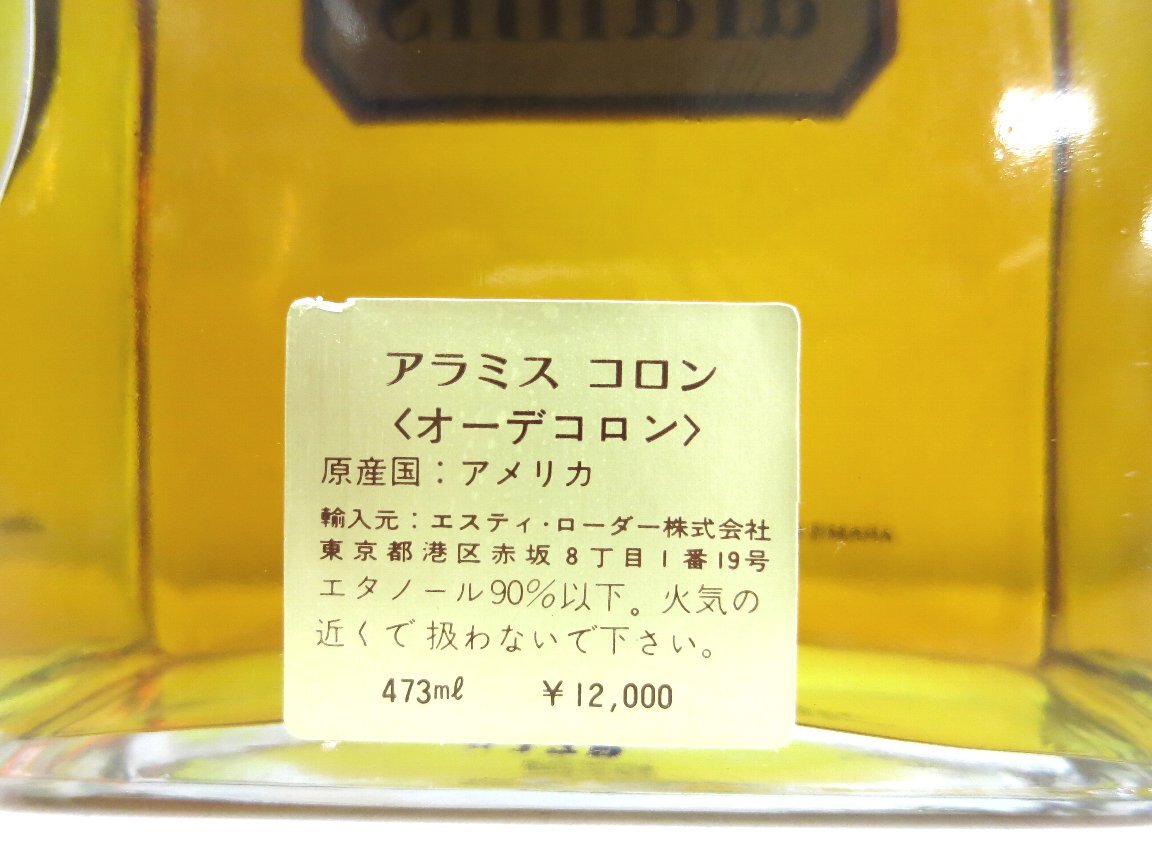 アラミス コロン
〈オーデコロン〉
原産国：アメリカ
輸入元：エスティ・ローダー株式会社
東京都港区赤坂8丁目1番19号
エタノール90%以下。火気の
近くで扱わないで下さい。
473ml ￥12,000